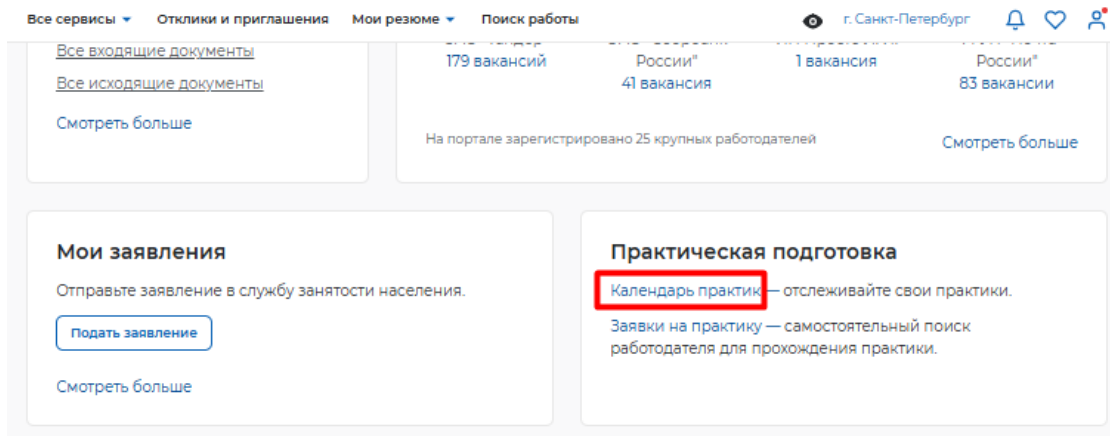 Все сервисы Отклики и приглашения Мои резюме Поиск работы г. Санкт-Петербург
Все входящие документы
Все исходящие документы
Смотреть больше
179 вакансий
России"
41 вакансия
1 вакансия
России"
83 вакансии
На портале зарегистрировано 25 крупных работодателей
Смотреть больше
Мои заявления
Отправьте заявление в службу занятости населения.
Подать заявление
Смотреть больше
Практическая подготовка
Календарь практик — отслеживайте свои практики.
Заявки на практику — самостоятельный поиск
работодателя для прохождения практики.